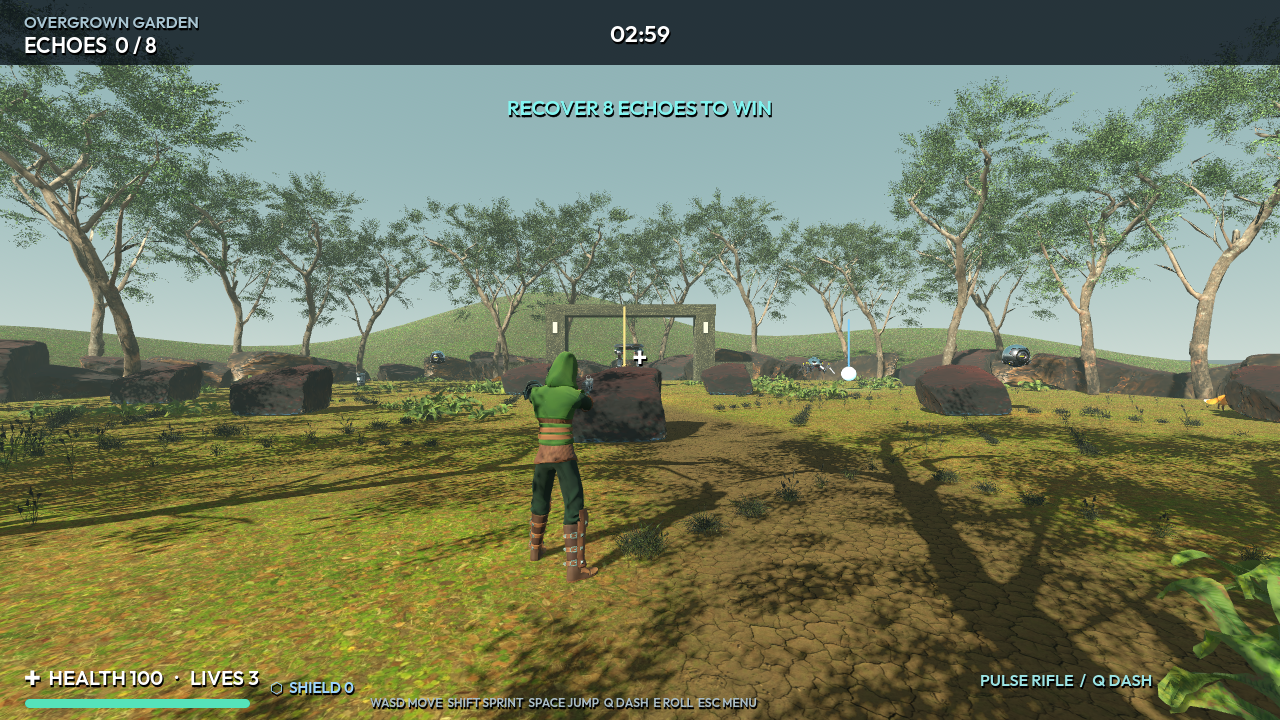 OVERGROWN GARDEN
ECHOES 0 / 8
02:59
RECOVER 8 ECHOES TO WIN
HEALTH 100 · LIVES 3
SHIELD 0
WASD MOVE SHIFT SPRINT SPACE JUMP Q DASH E ROLL ESC MENU
PULSE RIFLE / Q DASH